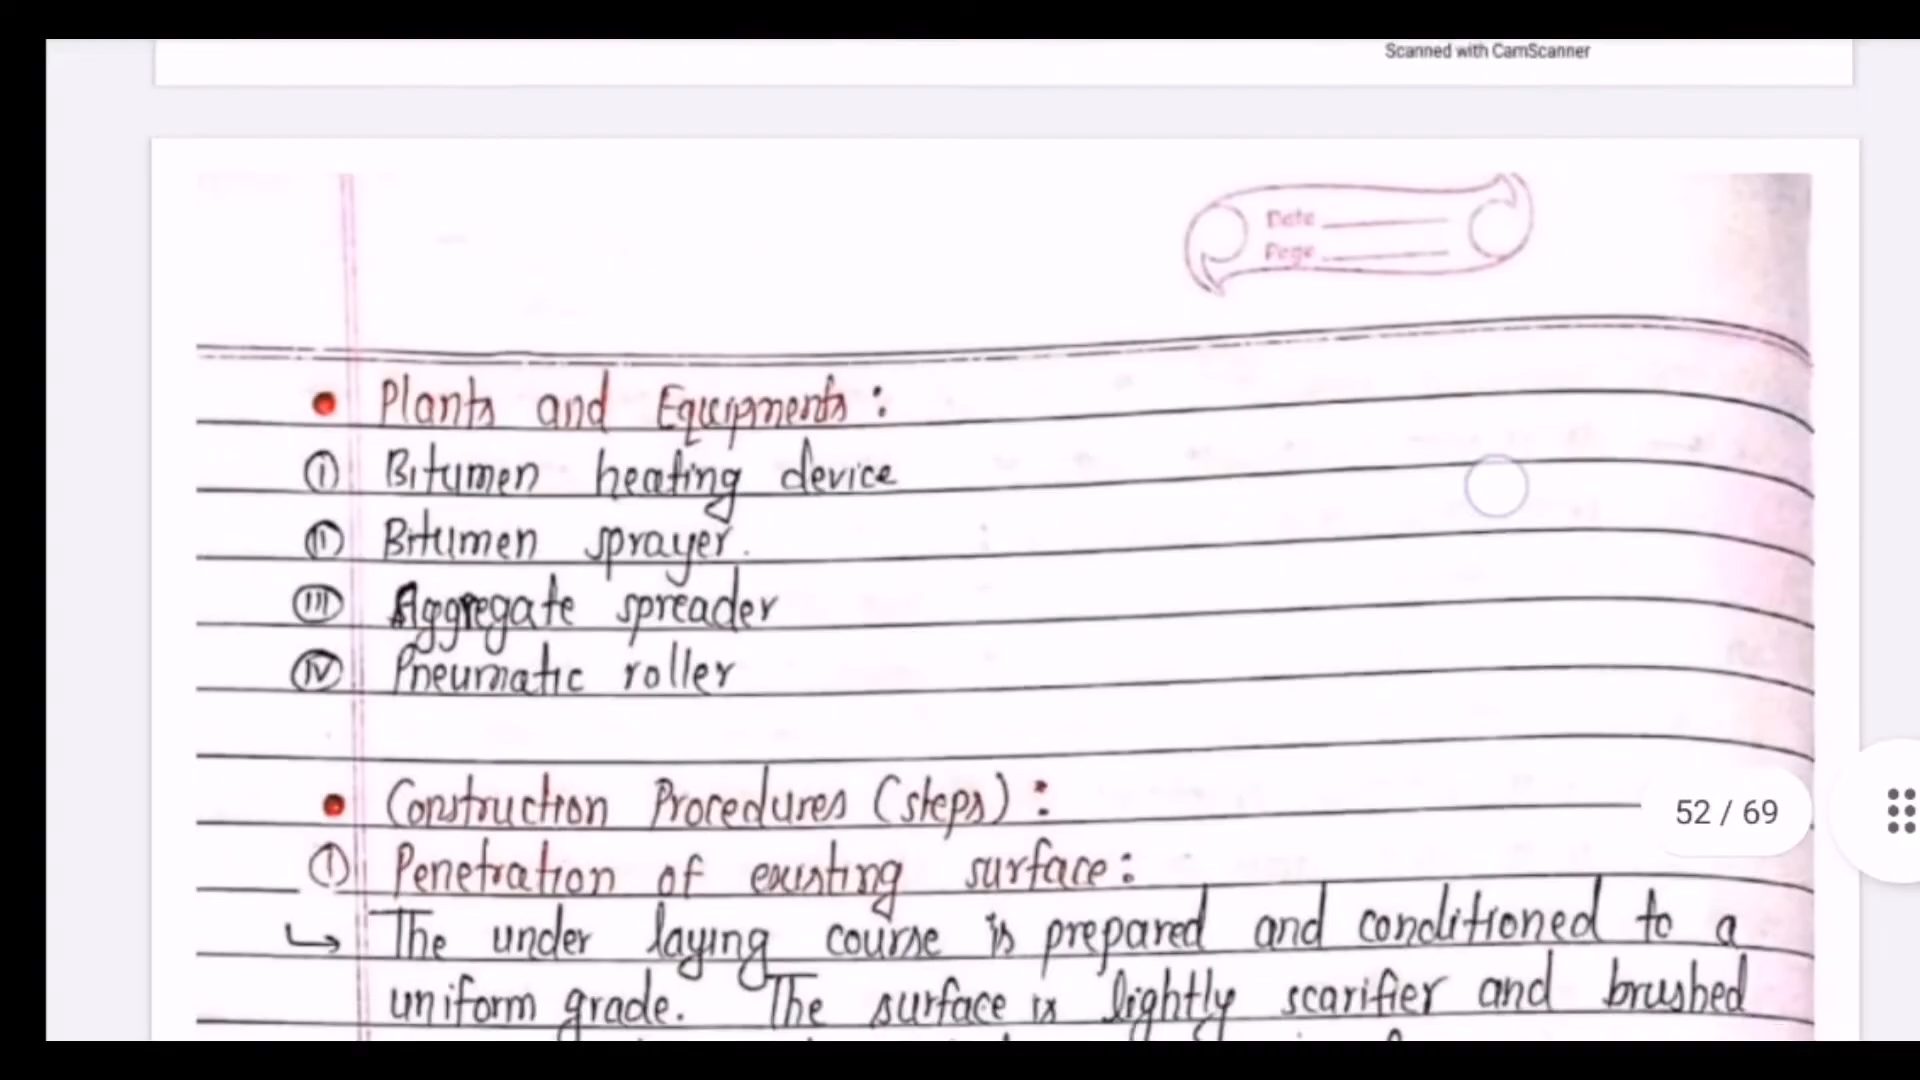 Scanned with CamScanner
Date
Page
• Plants and Equipments :
(I) Bitumen heating device
(II) Bitumen sprayer.
(III) Aggregate spreader
(IV) Pneumatic roller
• Construction Procedures (steps) :
52 / 69
(I) Penetration of existing surface :
↳ The under laying course is prepared and conditioned to a
uniform grade. The surface is lightly scarifier and brushed